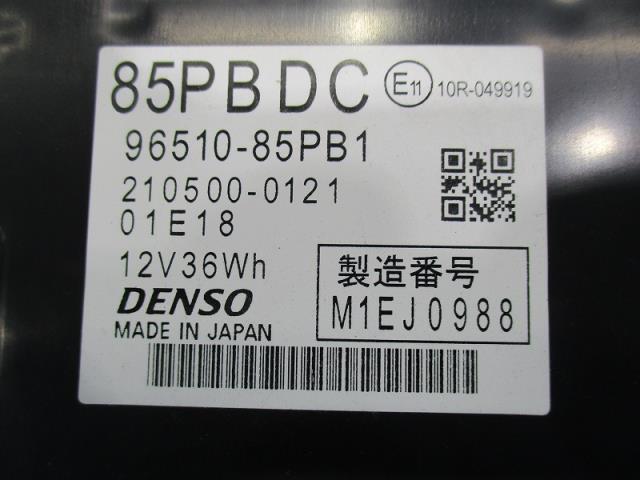 85PBDC E11 10R-049919
96510-85PB1
210500-0121
01E18
12V36Wh
DENSO
MADE IN JAPAN
製造番号
M1EJ0988